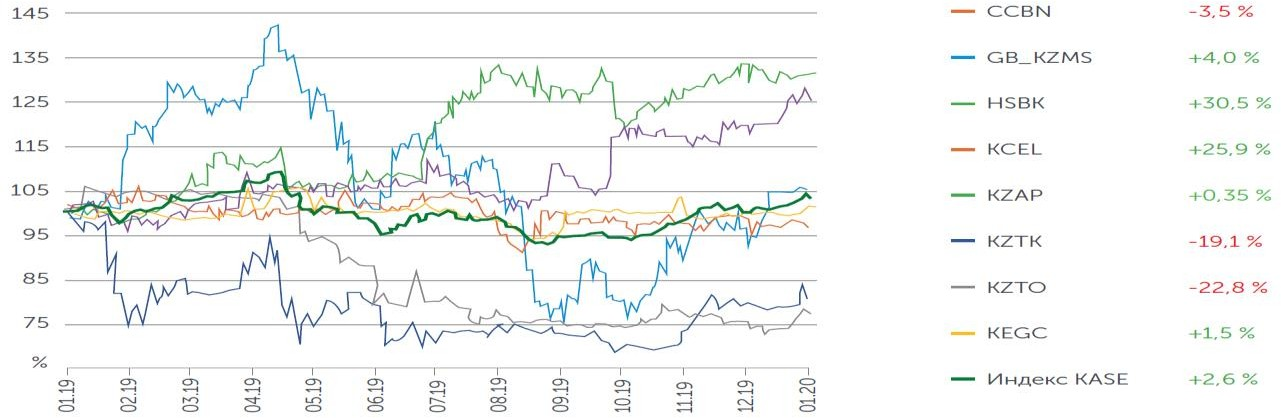 145
135
125
115
105
95
85
75
%
01.19
02.19
03.19
04.19
05.19
06.19
07.19
08.19
09.19
10.19
11.19
12.19
01.20
CCBN -3,5 %
GB_KZMS +4,0 %
HSBK +30,5 %
KCEL +25,9 %
KZAP +0,35 %
KZTK -19,1 %
KZTO -22,8 %
KEGC +1,5 %
Индекс KASE +2,6 %